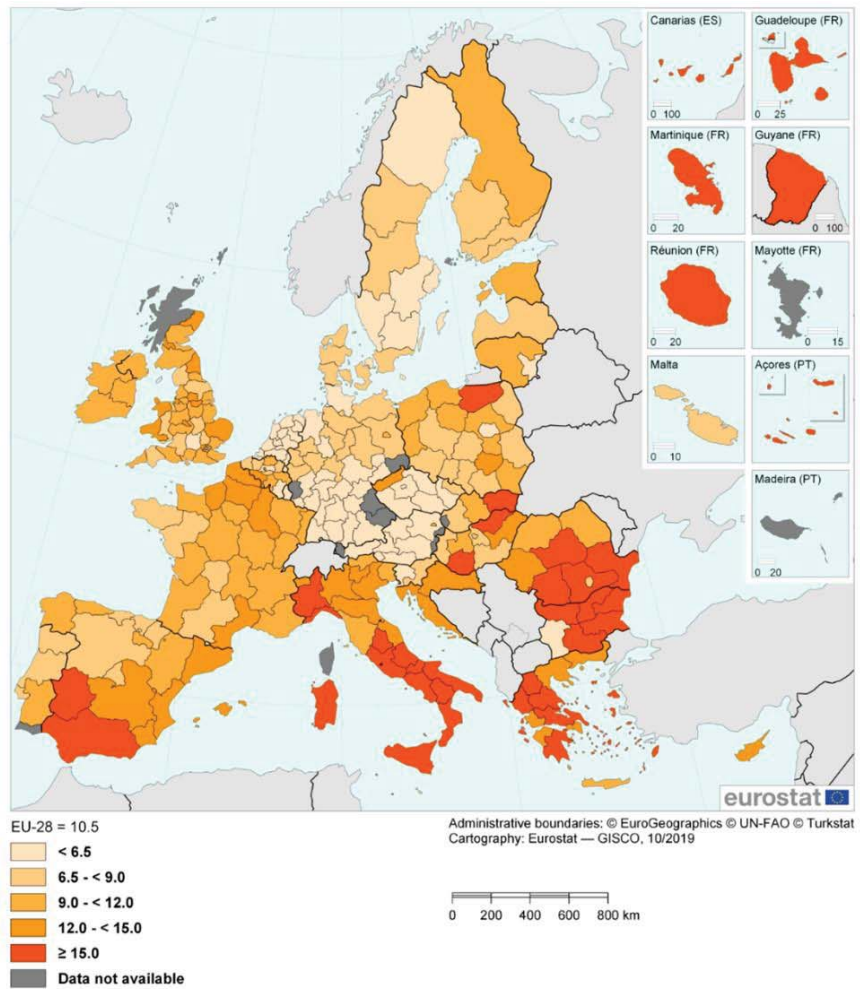 Canarias (ES)
0 100
Guadeloupe (FR)
0 25
Martinique (FR)
0 20
Guyane (FR)
0 100
Réunion (FR)
0 20
Mayotte (FR)
0 15
Malta
0 10
Açores (PT)
Madeira (PT)
0 20
eurostat
EU-28 = 10.5
< 6.5
6.5 - < 9.0
9.0 - < 12.0
12.0 - < 15.0
≥ 15.0
Data not available
Administrative boundaries: © EuroGeographics © UN-FAO © Turkstat
Cartography: Eurostat — GISCO, 10/2019
0 200 400 600 800 km